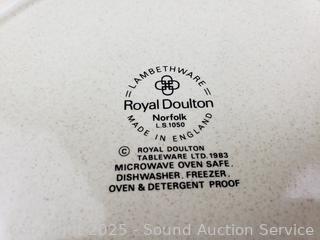 = LAMBETHWARE =
Royal Doulton
Norfolk
L.S.1050
MADE IN ENGLAND
© ROYAL DOULTON
TABLEWARE LTD. 1983
MICROWAVE OVEN SAFE,
DISHWASHER, FREEZER,
OVEN & DETERGENT PROOF
Copyright 2025 - Sound Auction Service